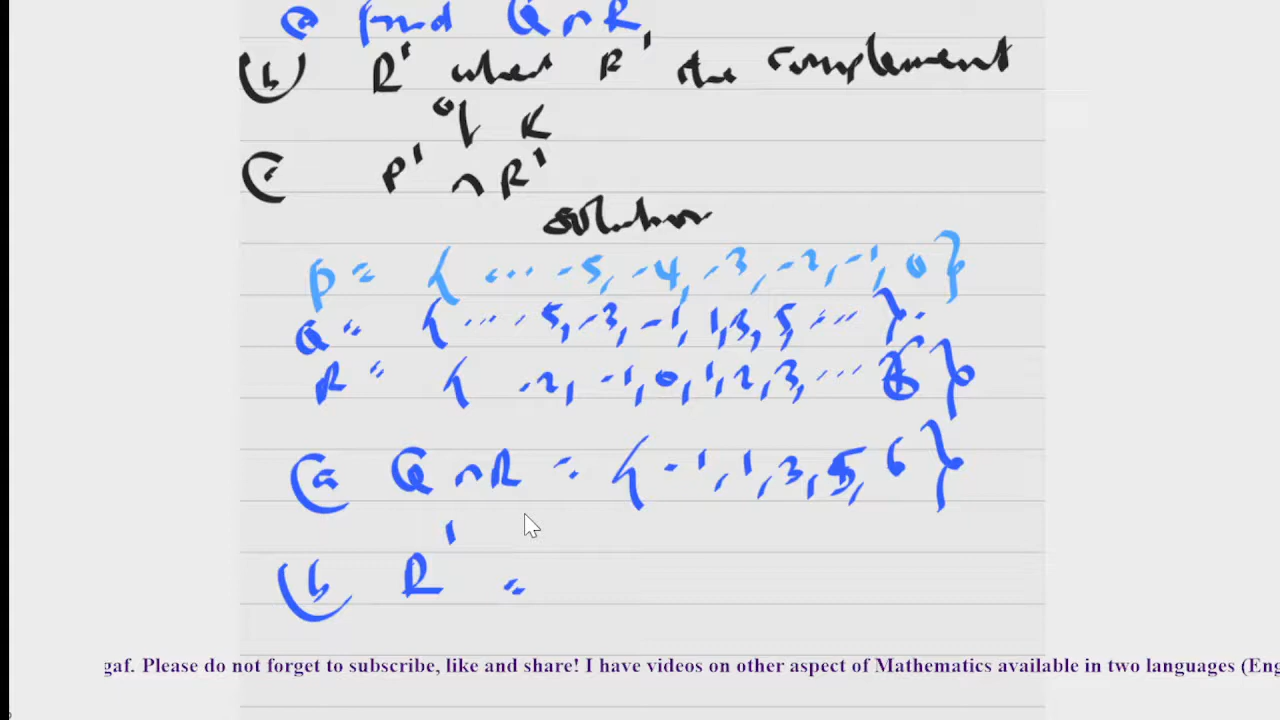 (a) find Q∩R
(b) R' where R' the complement
of R
(c) P' ∩ R'
solution
P = { ... -5, -4, -3, -2, -1, 0}
Q = { .... 5, -3, -1, 1, 3, 5, ... }.
R = { -2, -1, 0, 1, 2, 3, ... 6}
(a) Q∩R = { -1, 1, 3, 5, 6 }
(b) R' =
gaf. Please do not forget to subscribe, like and share! I have videos on other aspect of Mathematics available in two languages (Eng